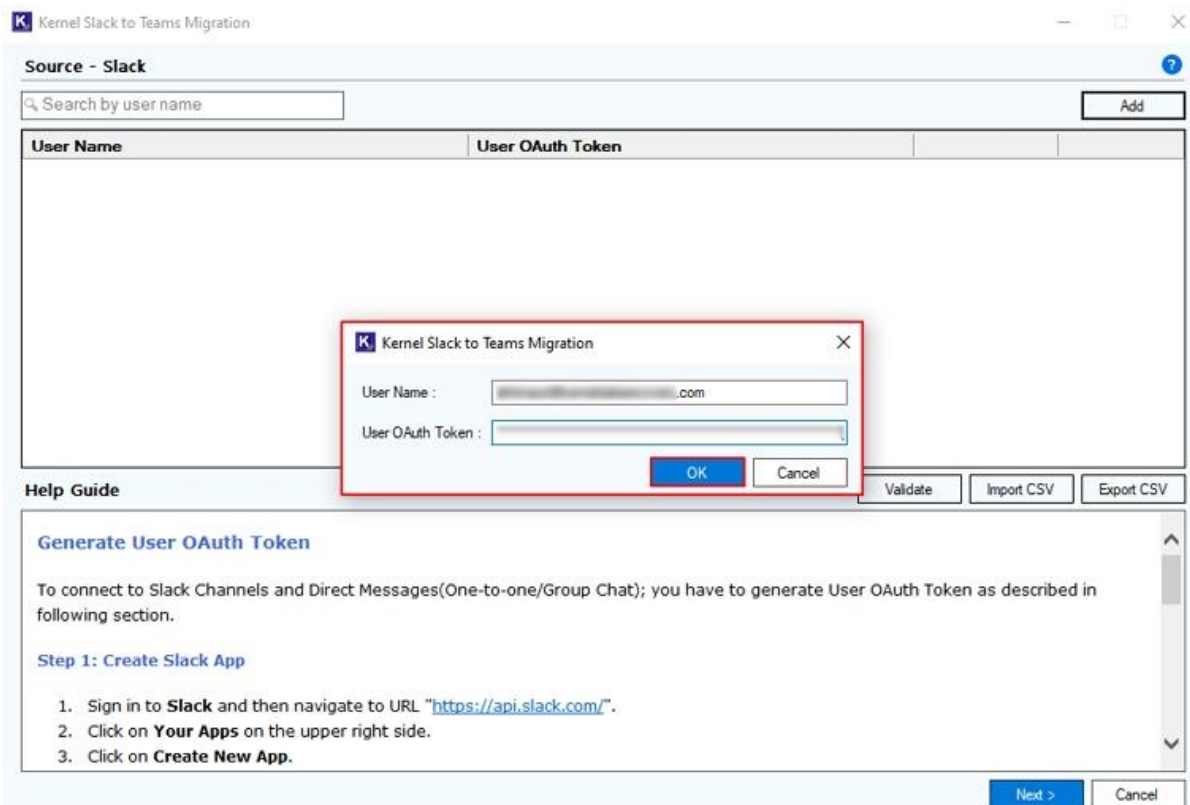 Kernel Slack to Teams Migration
Source - Slack
Search by user name
Add
User Name
User OAuth Token
Kernel Slack to Teams Migration
User Name :
.com
User OAuth Token :
OK
Cancel
Help Guide
Validate
Import CSV
Export CSV
Generate User OAuth Token
To connect to Slack Channels and Direct Messages(One-to-one/Group Chat); you have to generate User OAuth Token as described in
following section.
Step 1: Create Slack App
1. Sign in to Slack and then navigate to URL "https://api.slack.com/".
2. Click on Your Apps on the upper right side.
3. Click on Create New App.
Next >
Cancel